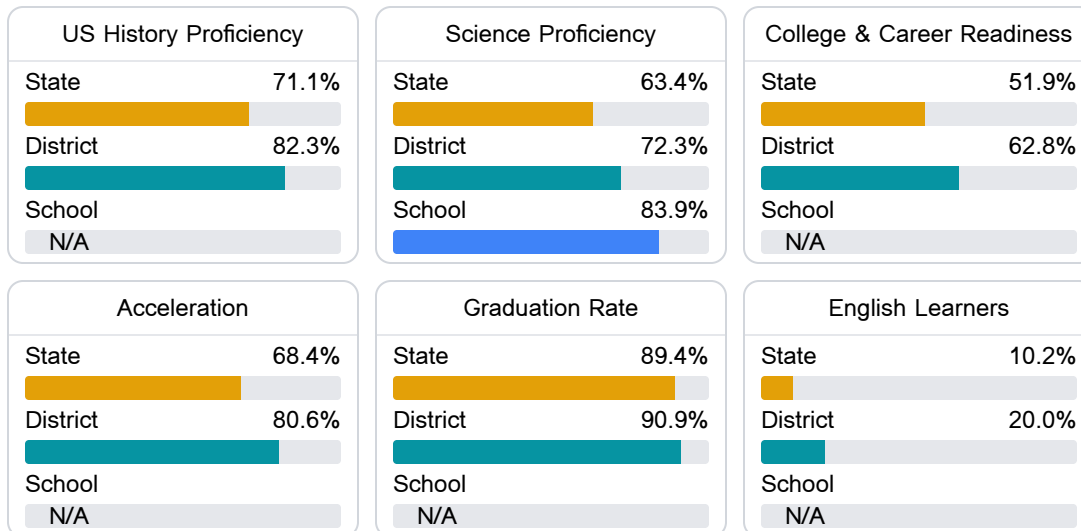 US History Proficiency
State 71.1%
District 82.3%
School
N/A
Science Proficiency
State 63.4%
District 72.3%
School 83.9%
College & Career Readiness
State 51.9%
District 62.8%
School
N/A
Acceleration
State 68.4%
District 80.6%
School
N/A
Graduation Rate
State 89.4%
District 90.9%
School
N/A
English Learners
State 10.2%
District 20.0%
School
N/A